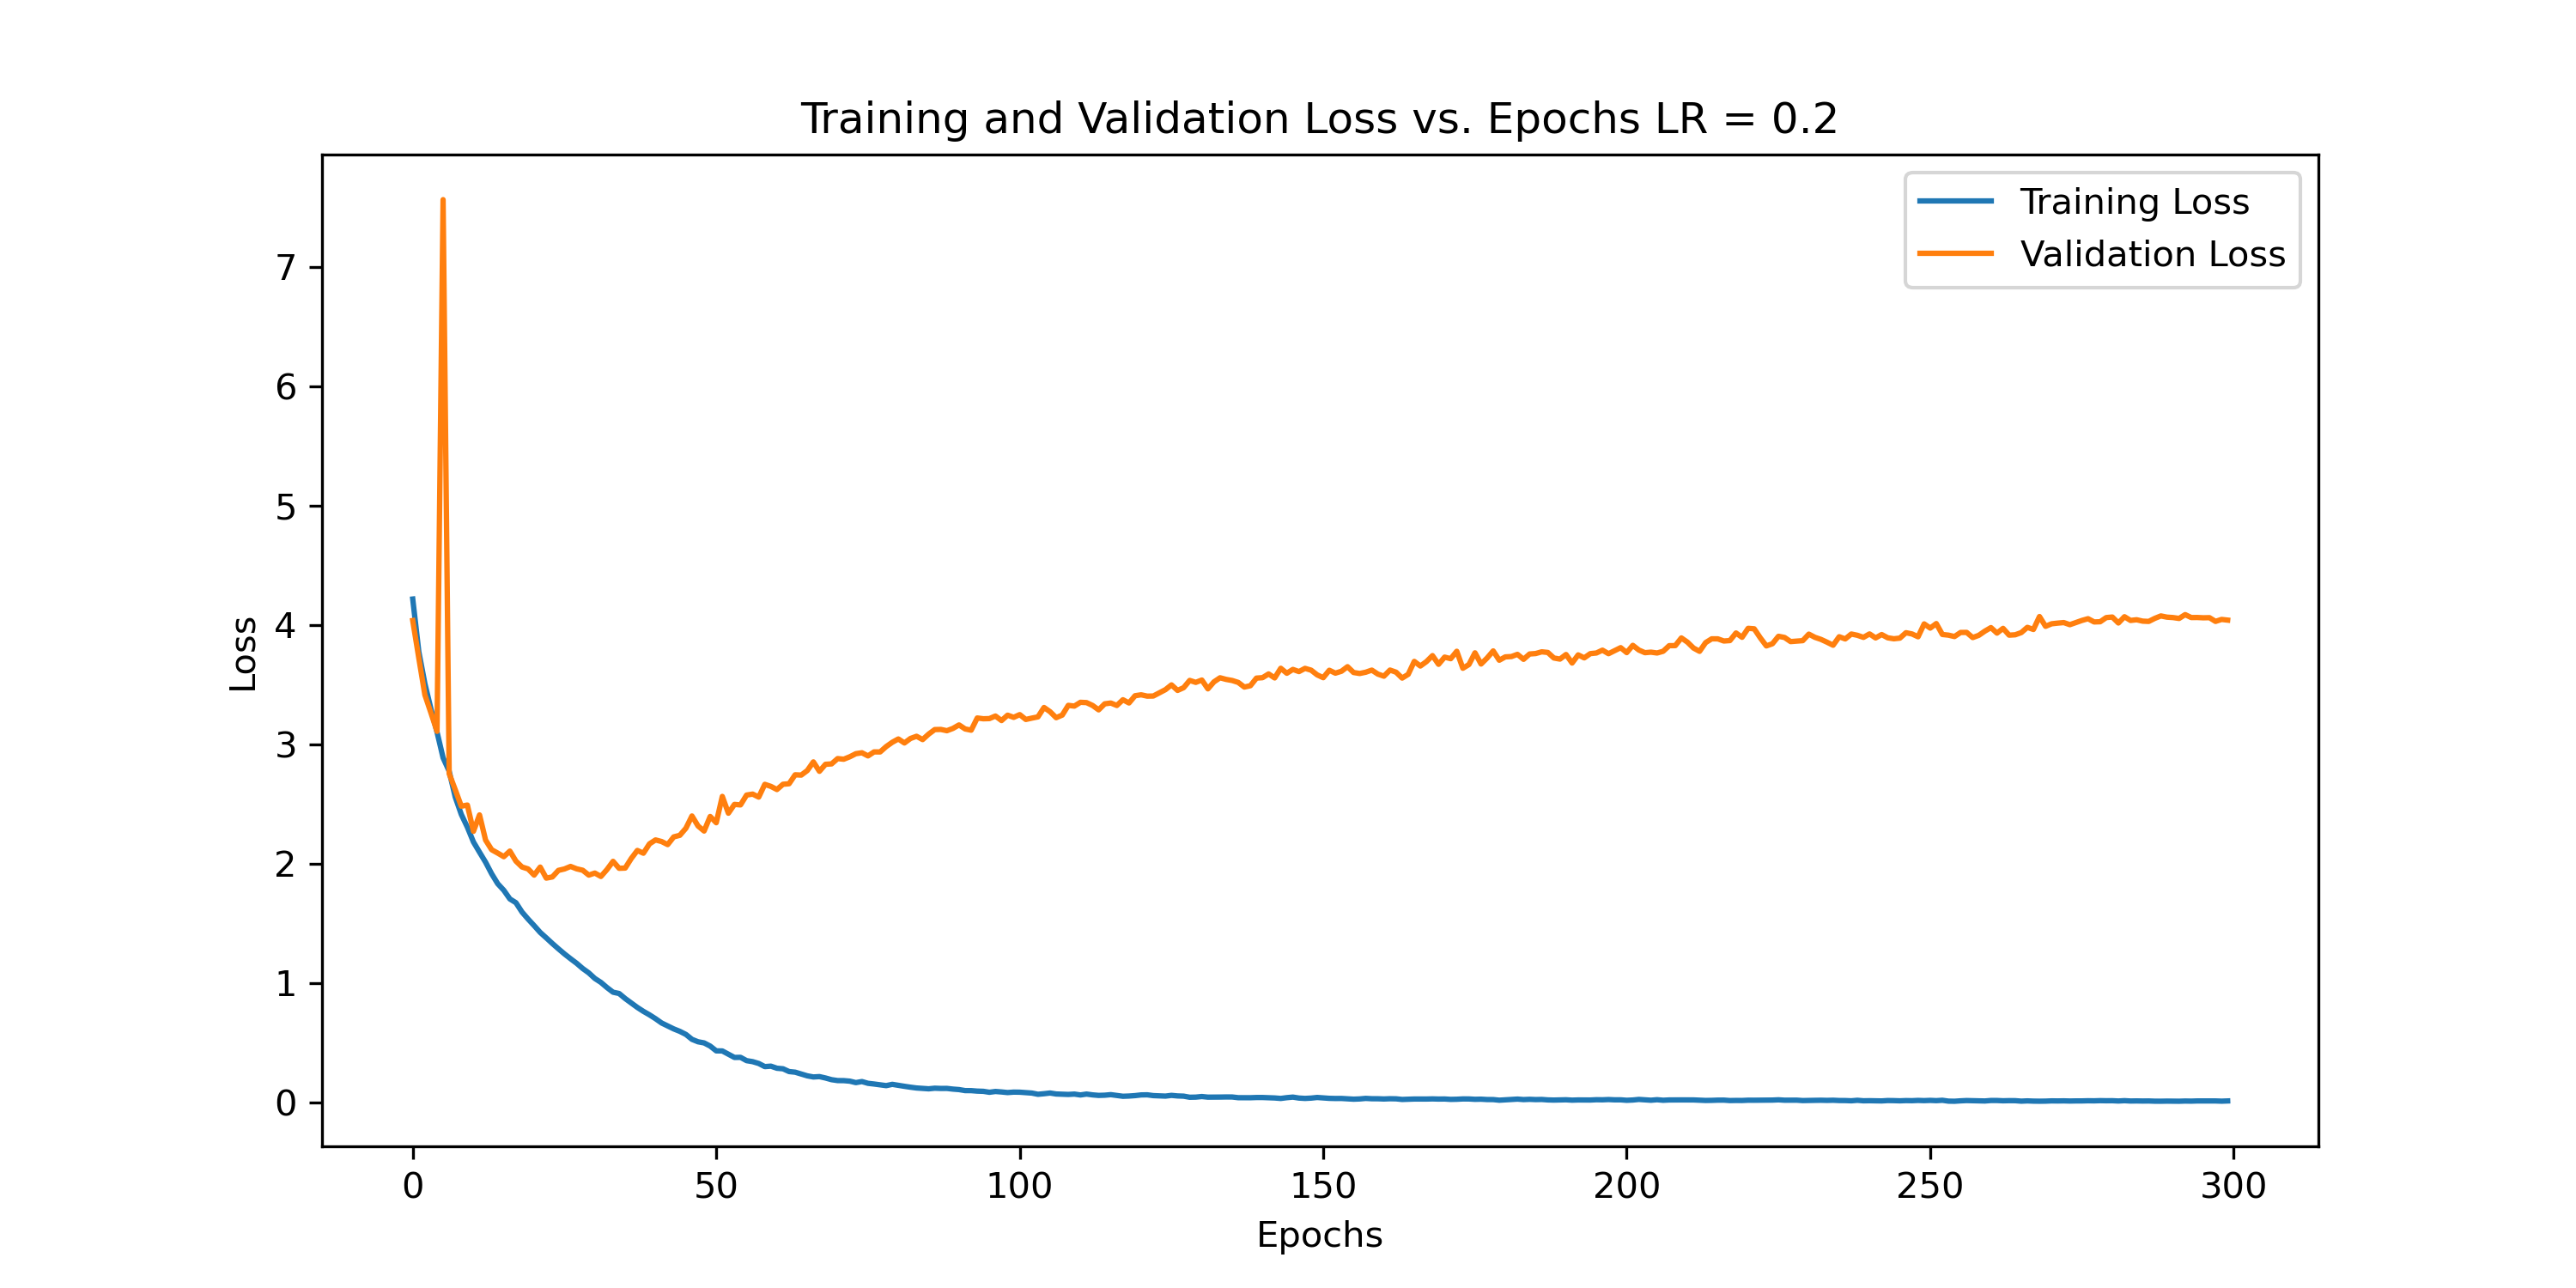 Training and Validation Loss vs. Epochs LR = 0.2
Training Loss
Validation Loss
7
6
5
4
3
2
1
0
Loss
0 50 100 150 200 250 300
Epochs